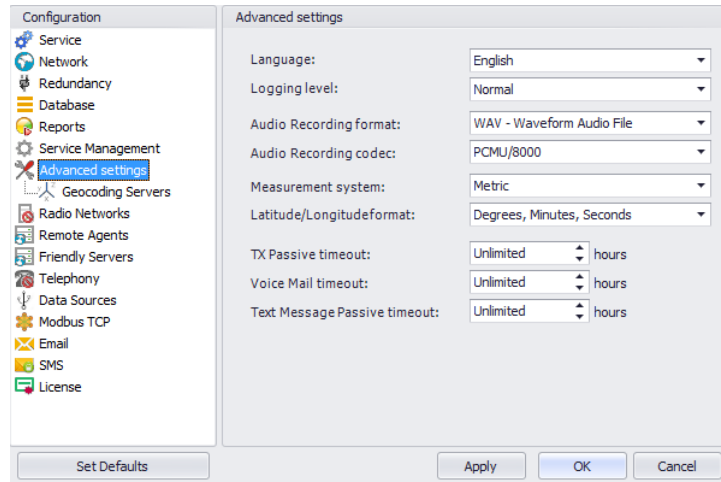 Configuration
Service
Network
Redundancy
Database
Reports
Service Management
Advanced settings
Geocoding Servers
Radio Networks
Remote Agents
Friendly Servers
Telephony
Data Sources
Modbus TCP
Email
SMS
License
Set Defaults
Advanced settings
Language: English
Logging level: Normal
Audio Recording format: WAV - Waveform Audio File
Audio Recording codec: PCMU/8000
Measurement system: Metric
Latitude/Longitudeformat: Degrees, Minutes, Seconds
TX Passive timeout: Unlimited hours
Voice Mail timeout: Unlimited hours
Text Message Passive timeout: Unlimited hours
Apply OK Cancel